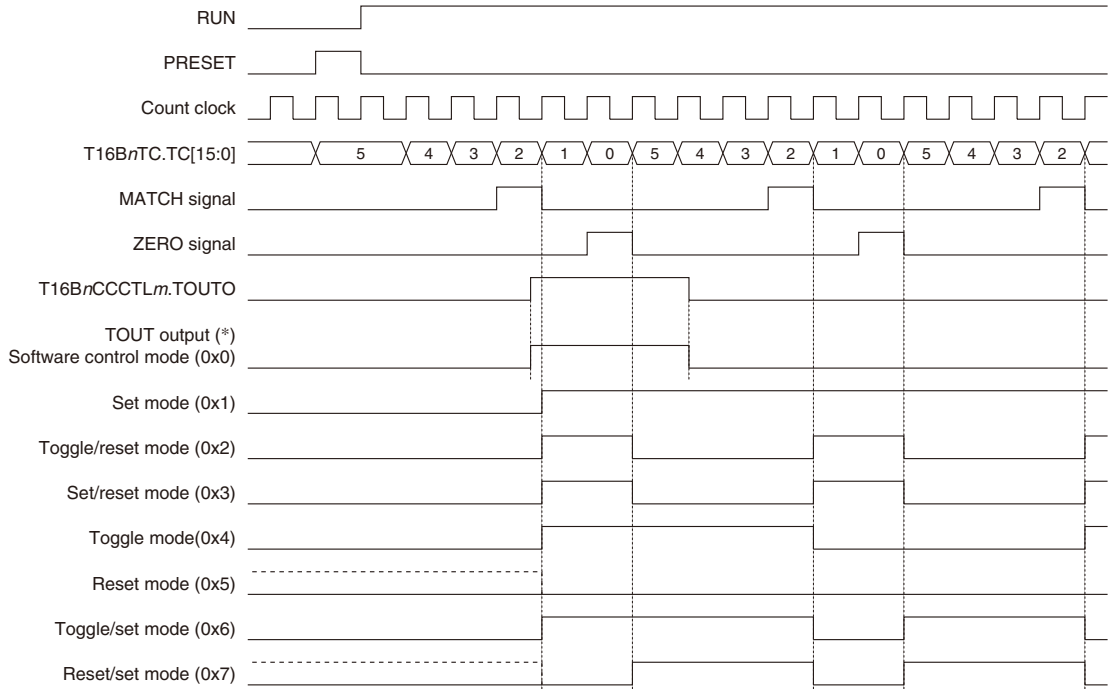 RUN
PRESET
Count clock
T16BnTC.TC[15:0] 5 4 3 2 1 0 5 4 3 2 1 0 5 4 3 2
MATCH signal
ZERO signal
T16BnCCCTLm.TOUTO
TOUT output (*)
Software control mode (0x0)
Set mode (0x1)
Toggle/reset mode (0x2)
Set/reset mode (0x3)
Toggle mode(0x4)
Reset mode (0x5)
Toggle/set mode (0x6)
Reset/set mode (0x7)